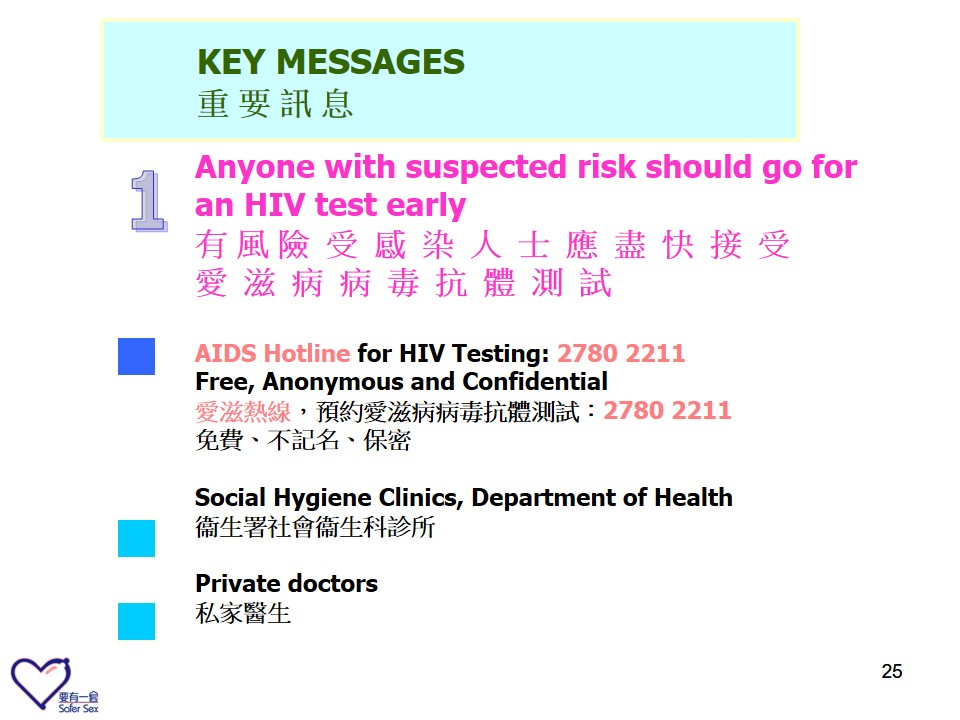 KEY MESSAGES
重要訊息
1
Anyone with suspected risk should go for
an HIV test early
有風險受感染人士應盡快接受
愛滋病病毒抗體測試
AIDS Hotline for HIV Testing: 2780 2211
Free, Anonymous and Confidential
愛滋熱線，預約愛滋病病毒抗體測試：2780 2211
免費、不記名、保密
Social Hygiene Clinics, Department of Health
衞生署社會衞生科診所
Private doctors
私家醫生
要有一套
Safer Sex
25